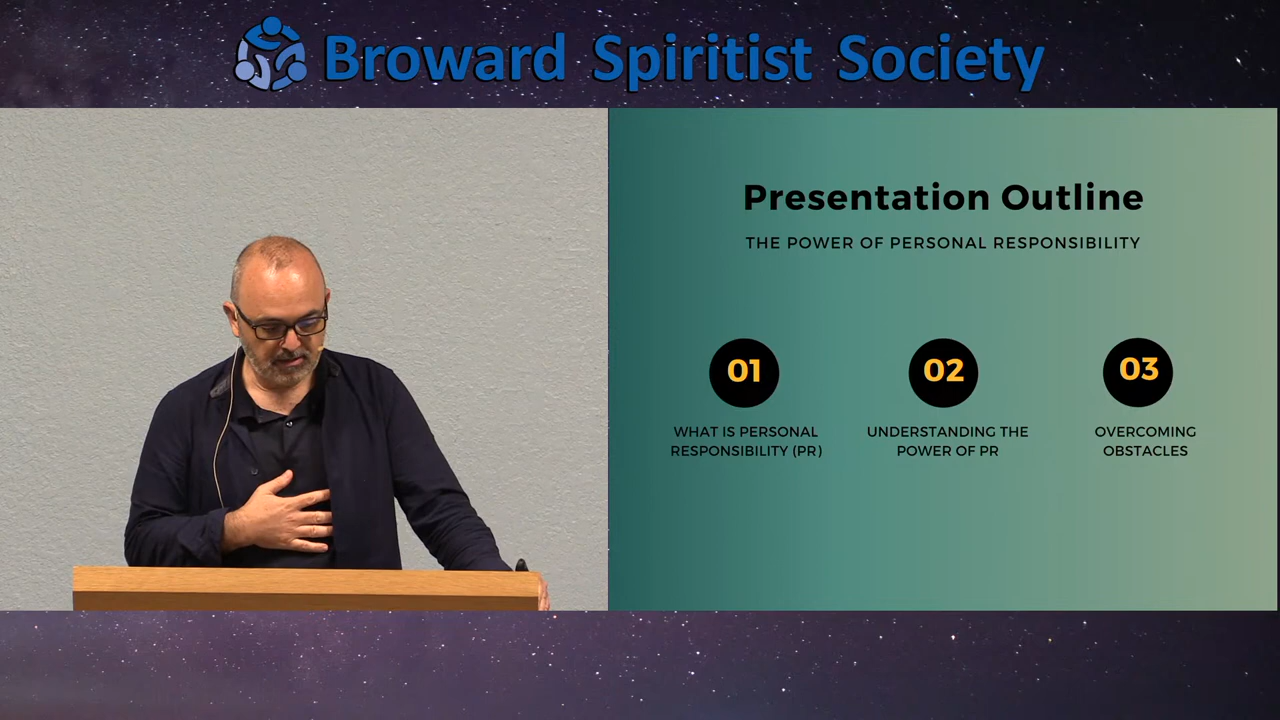 Broward Spiritist Society
Presentation Outline
THE POWER OF PERSONAL RESPONSIBILITY
01
02
03
WHAT IS PERSONAL
RESPONSIBILITY (PR)
UNDERSTANDING THE
POWER OF PR
OVERCOMING
OBSTACLES